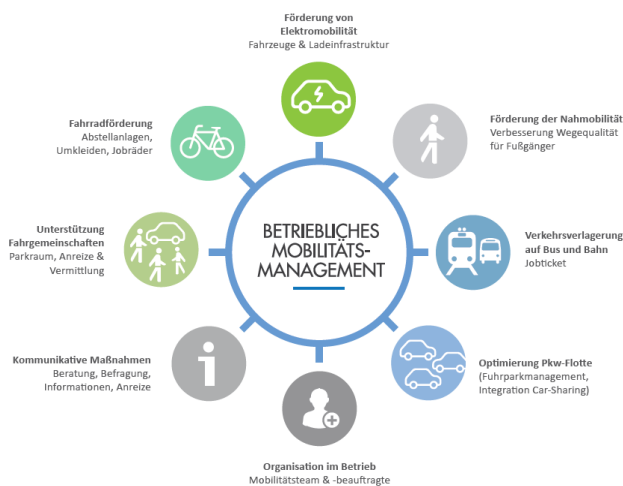 Förderung von
Elektromobilität
Fahrzeuge & Ladeinfrastruktur
Förderung der Nahmobilität
Verbesserung Wegequalität
für Fußgänger
Verkehrsverlagerung
auf Bus und Bahn
Jobticket
Optimierung Pkw-Flotte
(Fuhrparkmanagement,
Integration Car-Sharing)
Organisation im Betrieb
Mobilitätsteam & -beauftragte
Kommunikative Maßnahmen
Beratung, Befragung,
Informationen, Anreize
Unterstützung
Fahrgemeinschaften
Parkraum, Anreize &
Vermittlung
Fahrradförderung
Abstellanlagen,
Umkleiden, Jobräder
BETRIEBLICHES
MOBILITÄTS-
MANAGEMENT